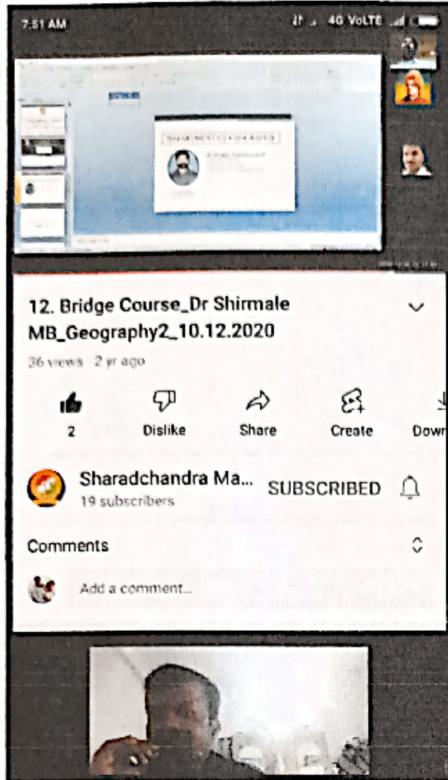 7:51 AM
4G VoLTE
12. Bridge Course_Dr Shirmale
MB_Geography2_10.12.2020
36 views 2 yr ago
2
Dislike
Share
Create
Dowr
Sharadchandra Ma...
SUBSCRIBED
19 subscribers
Comments
Add a comment...